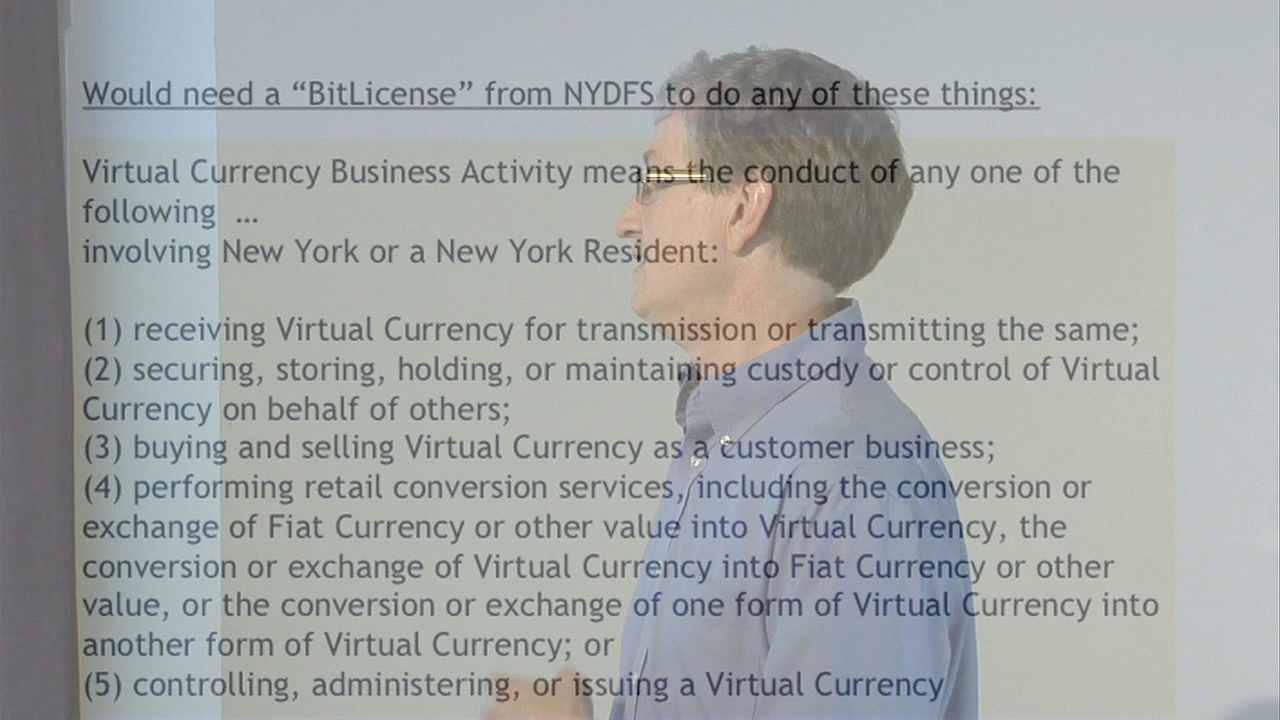 Would need a “BitLicense” from NYDFS to do any of these things:
Virtual Currency Business Activity means the conduct of any one of the
following  …
involving New York or a New York Resident:
(1) receiving Virtual Currency for transmission or transmitting the same;
(2) securing, storing, holding, or maintaining custody or control of Virtual
Currency on behalf of others;
(3) buying and selling Virtual Currency as a customer business;
(4) performing retail conversion services, including the conversion or
exchange of Fiat Currency or other value into Virtual Currency, the
conversion or exchange of Virtual Currency into Fiat Currency or other
value, or the conversion or exchange of one form of Virtual Currency into
another form of Virtual Currency; or
(5) controlling, administering, or issuing a Virtual Currency